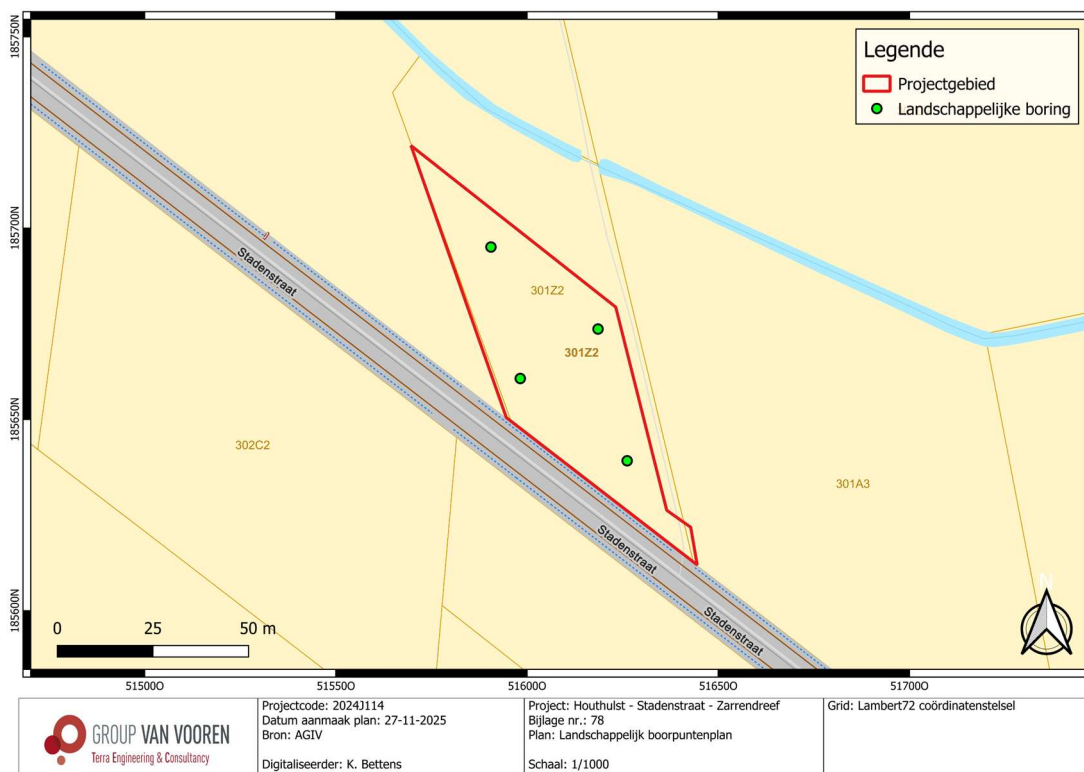 185750N
185700N
185650N
185600N
Legende
Projectgebied
Landschappelijke boring
Stadenstraat
301Z2
301Z2
302C2
301A3
Stadenstraat
Stadenstraat
N
0 25 50 m
515000 515500 516000 516500 517000
GROUP VAN VOOREN
Terra Engineering & Consultancy
Projectcode: 2024J114
Datum aanmaak plan: 27-11-2025
Bron: AGIV
Digitaliseerder: K. Bettens
Project: Houthulst - Stadenstraat - Zarrendreef
Bijlage nr.: 78
Plan: Landschappelijk boorpuntenplan
Schaal: 1/1000
Grid: Lambert72 coördinatenstelsel